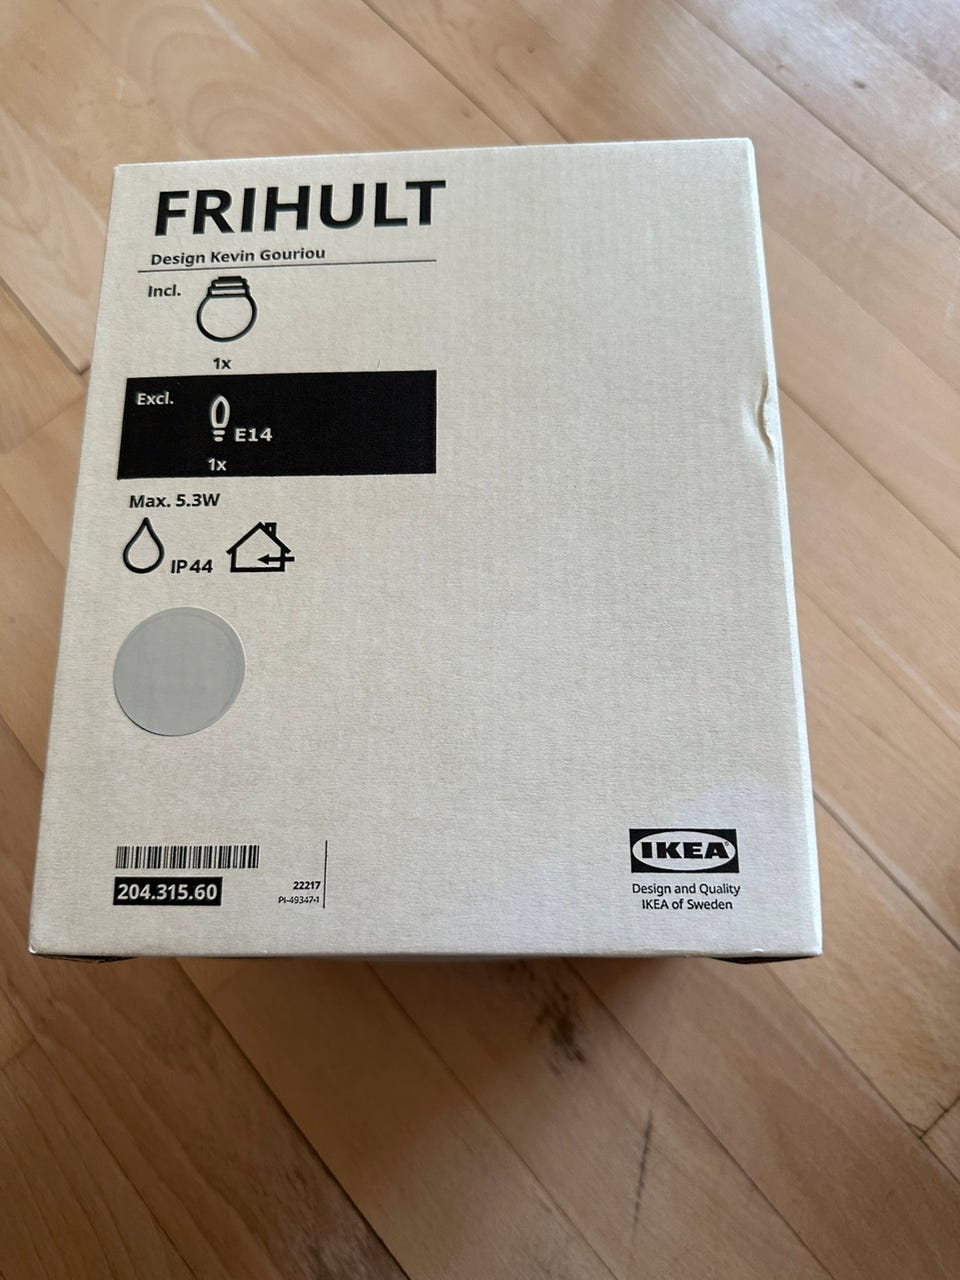 FRIHULT
Design Kevin Gouriou
Incl.
1x
Excl.
E14
1x
Max. 5.3W
IP44
204.315.60
22217
PI-49347-1
IKEA®
Design and Quality
IKEA of Sweden